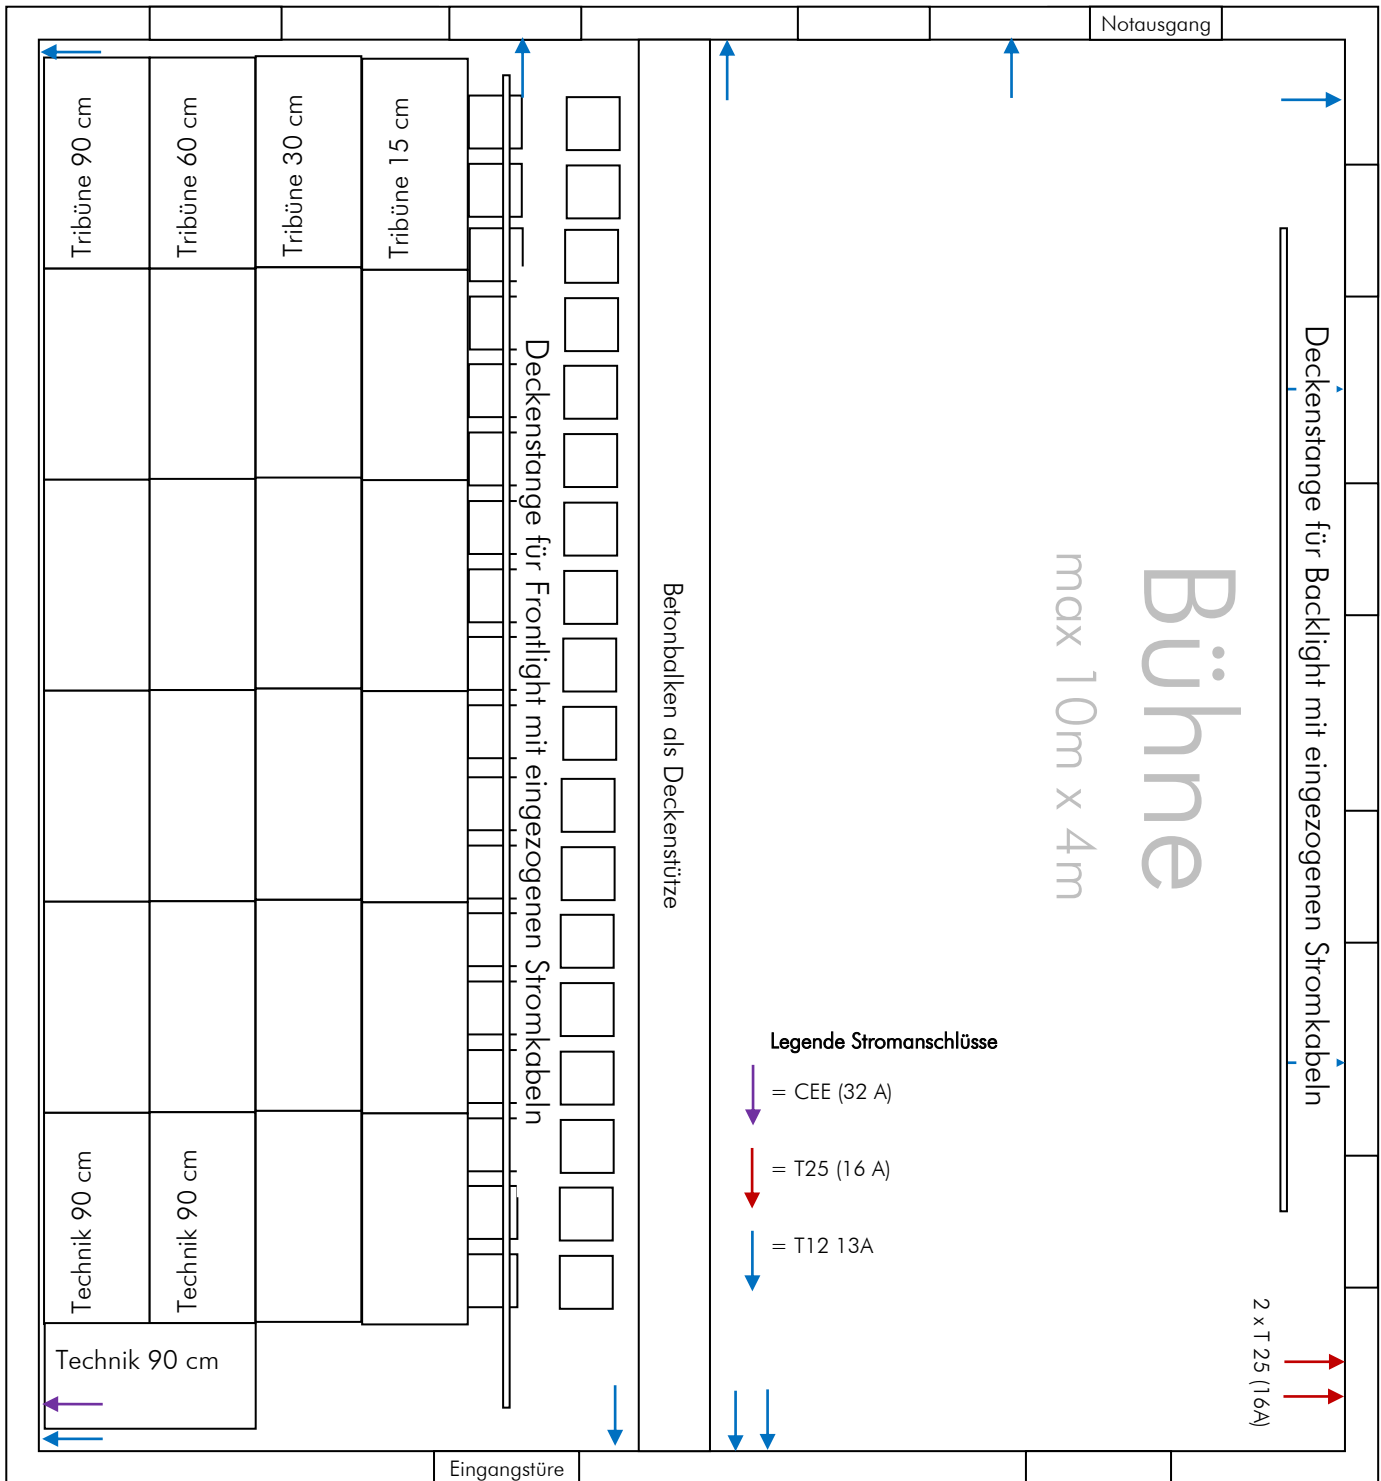 Notausgang
Tribüne 90 cm
Tribüne 60 cm
Tribüne 30 cm
Tribüne 15 cm
Deckenstange für Frontlight mit eingezogenen Stromkabeln
Betonbalken als Deckenstütze
Bühne
max 10m x 4m
Deckenstange für Backlight mit eingezogenen Stromkabeln
Legende Stromanschlüsse
= CEE (32 A)
= T25 (16 A)
= T12 13A
2 x T 25 (16A)
Technik 90 cm
Technik 90 cm
Technik 90 cm
Eingangstüre